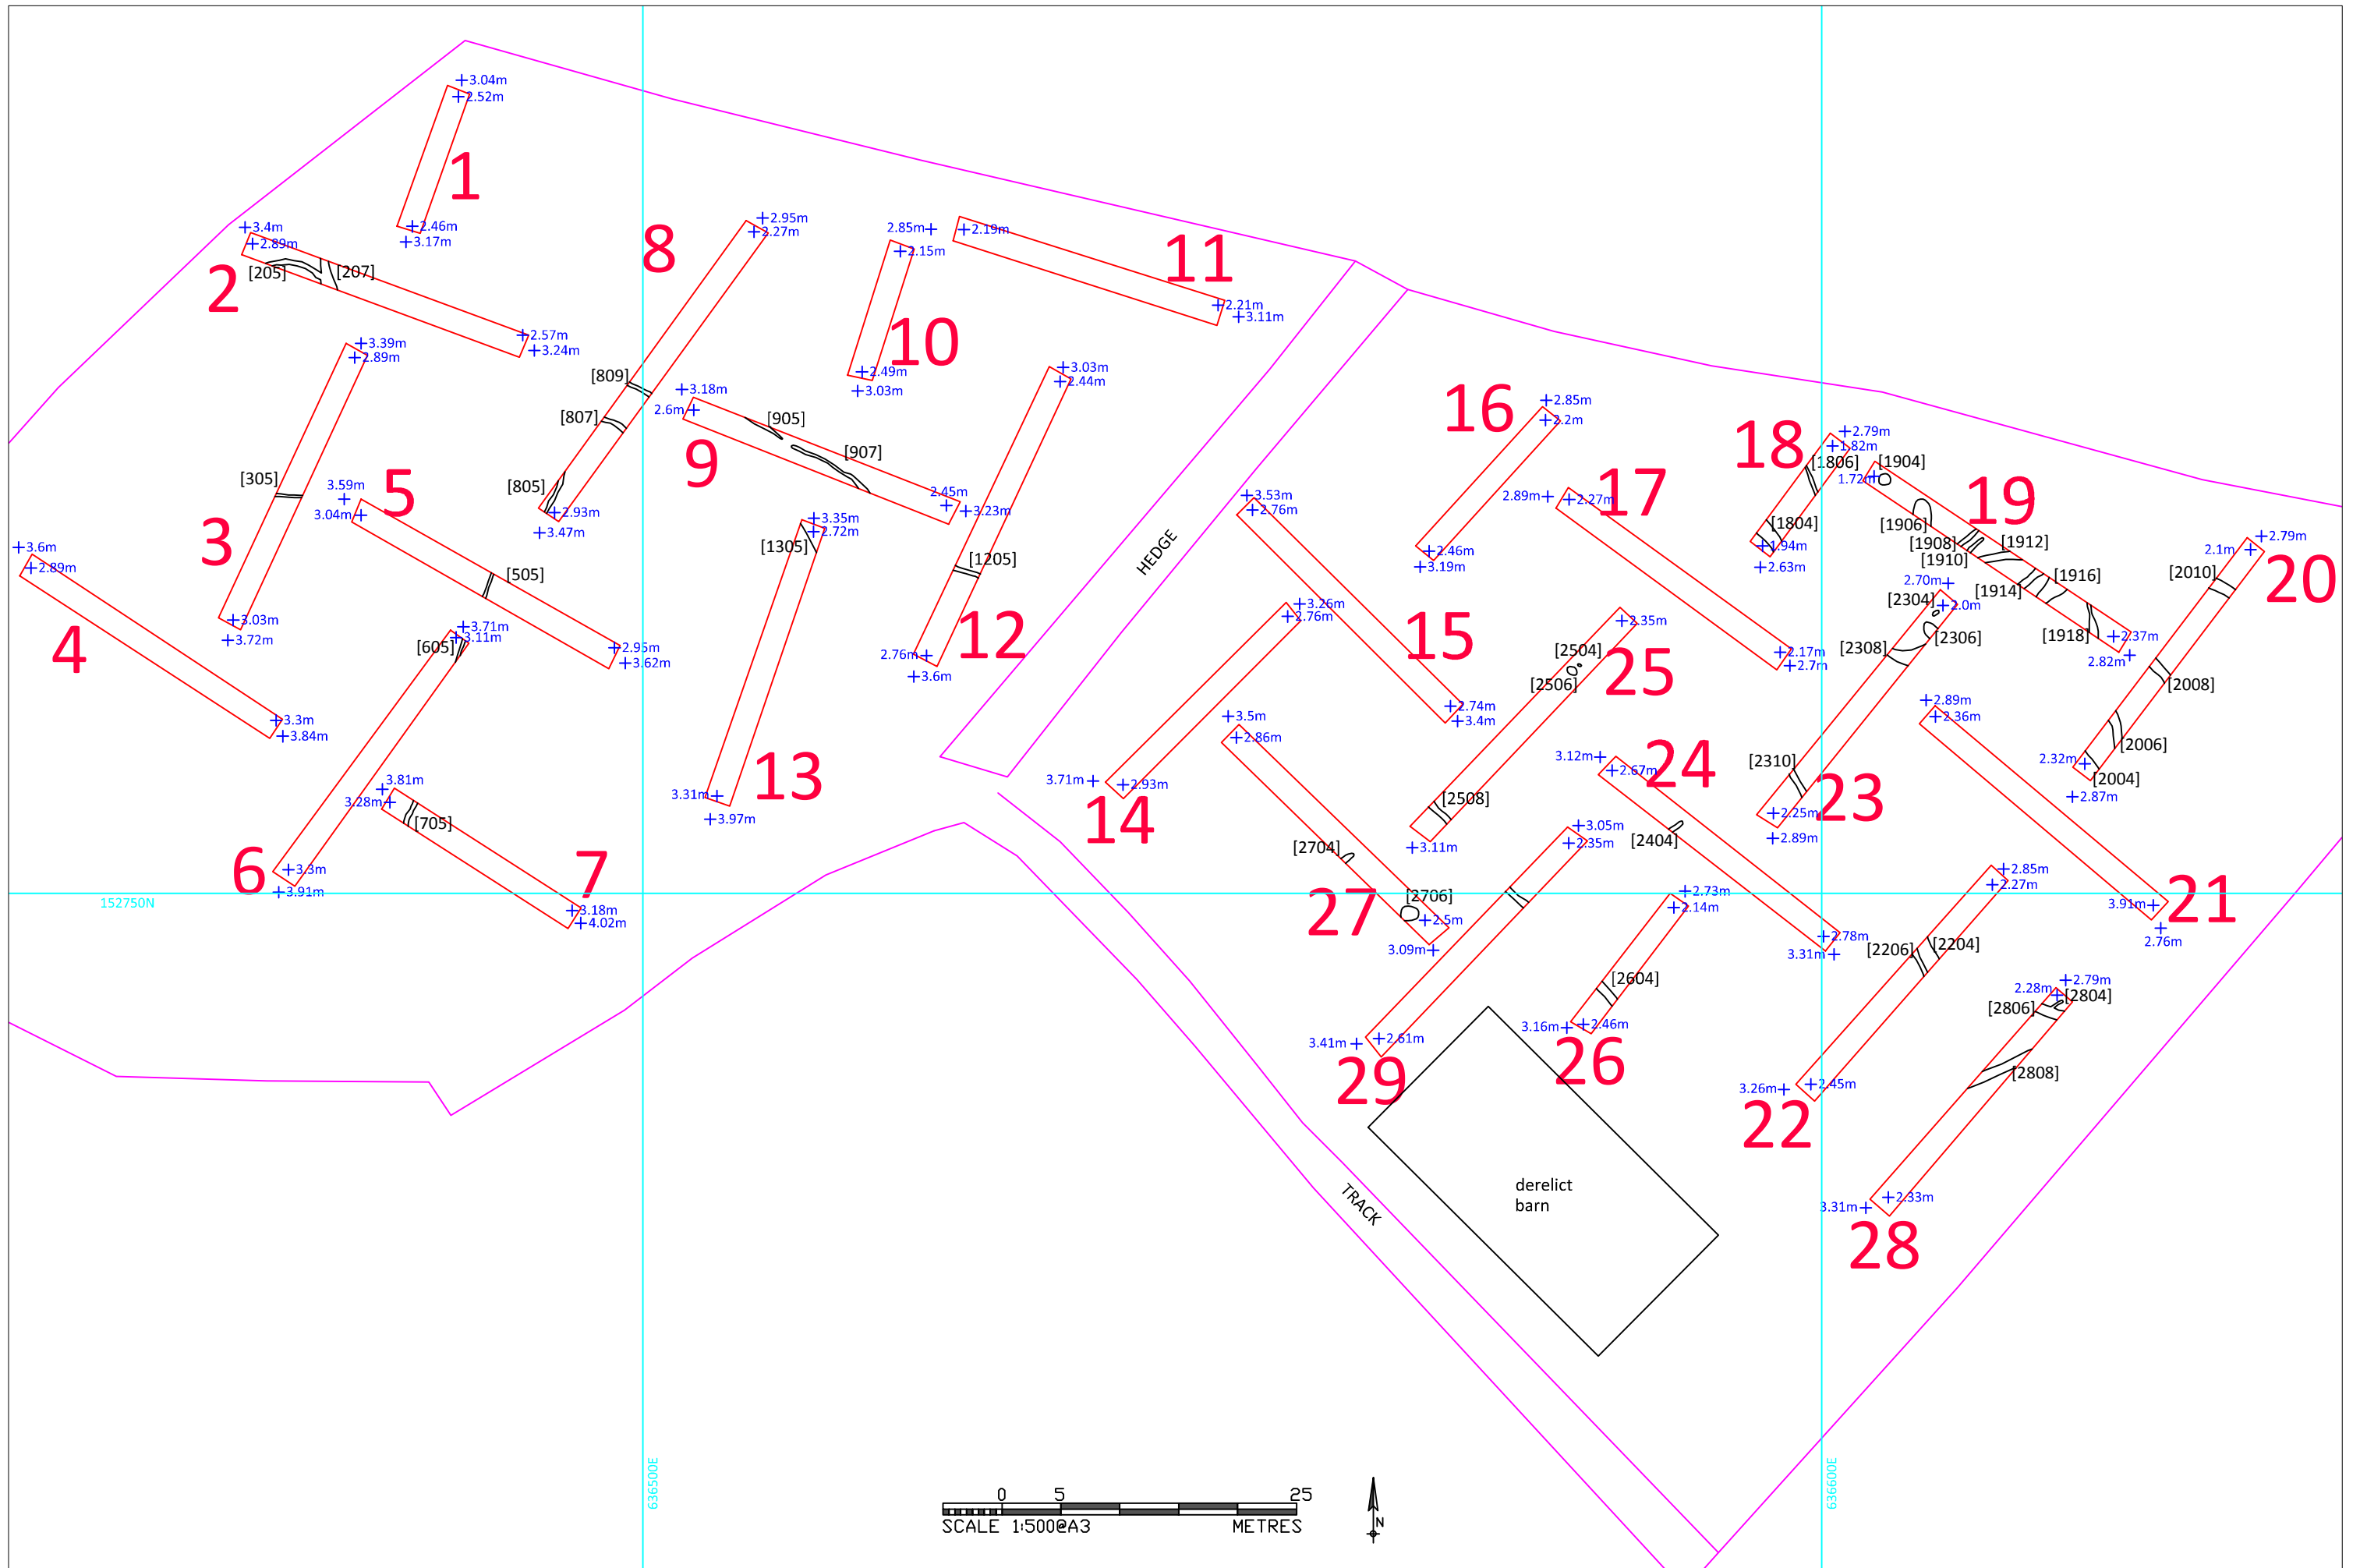 3.04m
2.52m
1
2.46m
3.17m
3.4m
2.89m
2
[205]
[207]
2.57m
3.24m
8
2.95m
2.27m
[809]
[807]
[805]
2.93m
3.47m
2.85m
2.19m
11
2.21m
3.11m
2.15m
10
2.49m
3.03m
3.39m
2.89m
[305]
3
3.03m
3.72m
3.59m
5
3.04m
[505]
2.95m
3.62m
3.18m
2.6m
[905]
9
[907]
2.45m
3.23m
3.03m
2.44m
[1205]
12
2.76m
3.6m
3.6m
2.89m
4
3.3m
3.84m
3.71m
3.11m
[605]
6
3.3m
3.91m
3.81m
3.28m
[705]
7
3.18m
4.02m
3.35m
2.72m
[1305]
13
3.31m
3.97m
HEDGE
16
2.85m
2.2m
2.46m
3.19m
2.89m
2.27m
17
2.17m
2.7m
18
2.79m
1.82m
[1806]
[1804]
1.94m
2.63m
[1904]
1.72m
19
[1906]
[1908]
[1910]
[1912]
[1914]
[1916]
[1918]
2.37m
2.82m
2.79m
2.1m
[2010]
20
[2008]
[2006]
2.32m
[2004]
2.87m
3.53m
2.76m
15
2.74m
3.4m
3.26m
2.76m
3.71m
2.93m
14
2.35m
[2504]
[2506]
25
[2508]
3.11m
2.70m
[2304]
2.0m
[2306]
[2308]
[2310]
23
2.25m
2.89m
2.89m
2.36m
3.91m
21
2.76m
3.5m
2.86m
[2704]
27
[2706]
2.5m
3.09m
3.12m
24
2.67m
[2404]
2.78m
3.31m
3.05m
2.35m
3.41m
2.61m
29
2.73m
2.14m
[2604]
3.16m
2.46m
26
2.85m
2.27m
[2206]
[2204]
3.26m
2.45m
22
2.79m
2.28m
[2804]
[2806]
[2808]
3.31m
2.33m
28
152750N
derelict
barn
TRACK
636500E
636600E
0 5 25
SCALE 1:500@A3 METRES
N